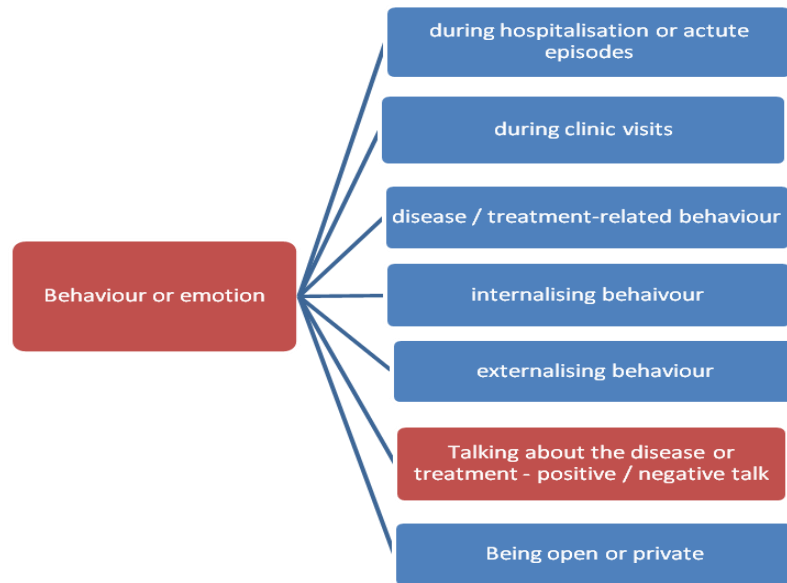 during hospitalisation or actute
episodes
during clinic visits
disease / treatment-related behaviour
Behaviour or emotion
internalising behaivour
externalising behaviour
Talking about the disease or
treatment - positive / negative talk
Being open or private